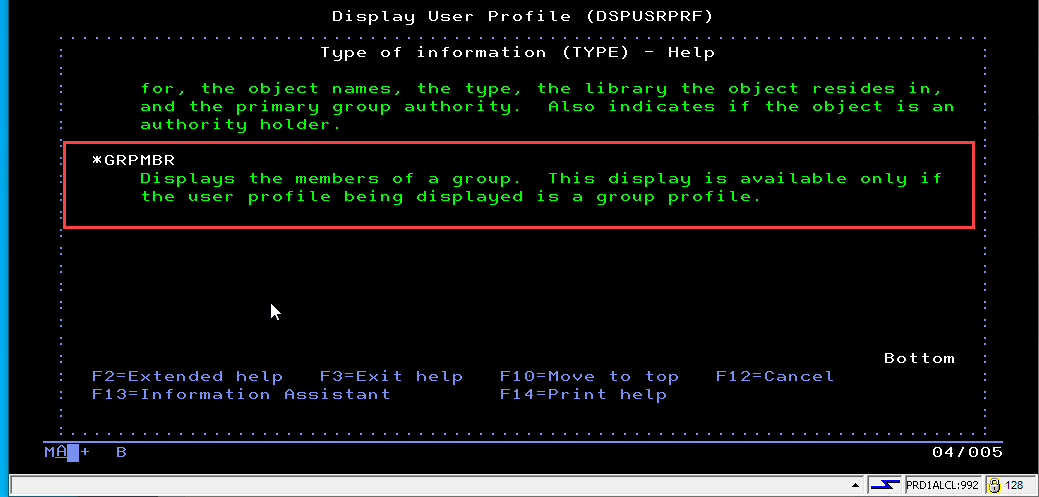 Display User Profile (DSPUSRPRF)
Type of information (TYPE) - Help
for, the object names, the type, the library the object resides in,
and the primary group authority.  Also indicates if the object is an
authority holder.
*GRPMBR
Displays the members of a group.  This display is available only if
the user profile being displayed is a group profile.
Bottom
F2=Extended help   F3=Exit help   F10=Move to top   F12=Cancel
F13=Information Assistant   F14=Print help
MA + B 04/005
PRD1ALCL:992 128